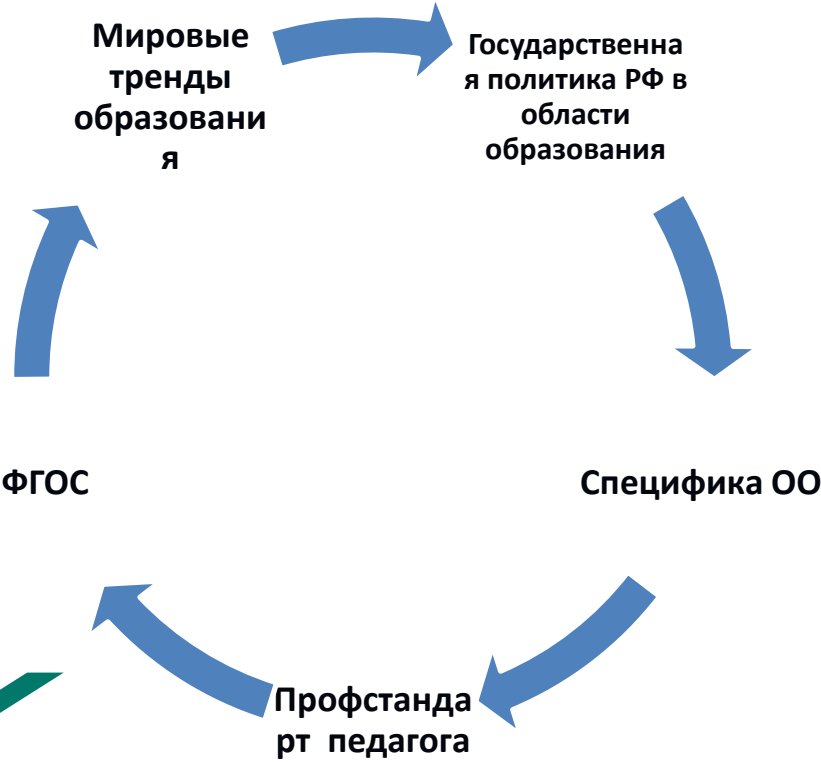 Мировые
тренды
образовани
я
Государственна
я политика РФ в
области
образования
Специфика ОО
Профстанда
рт педагога
ФГОС